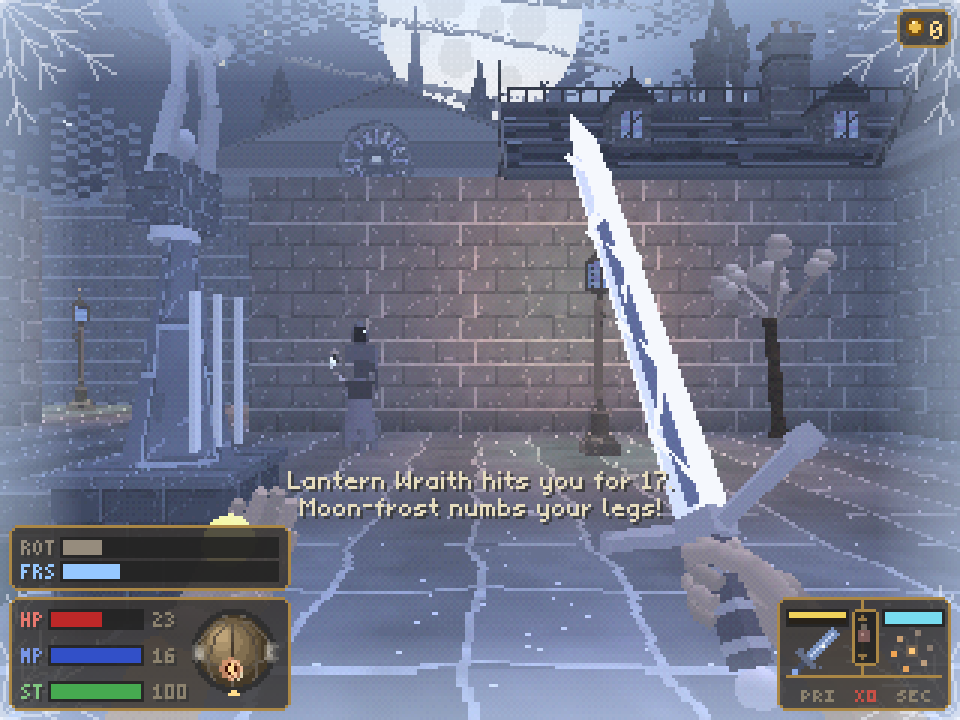 0
Lantern Wraith hits you for 17
Moon-frost numbs your legs!
ROT
FRS
HP 23
MP 16
ST 100
PRI X0 SEC